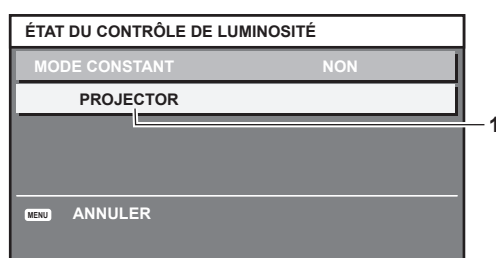 ÉTAT DU CONTRÔLE DE LUMINOSITÉ
MODE CONSTANT NON
PROJECTOR
1
MENU ANNULER